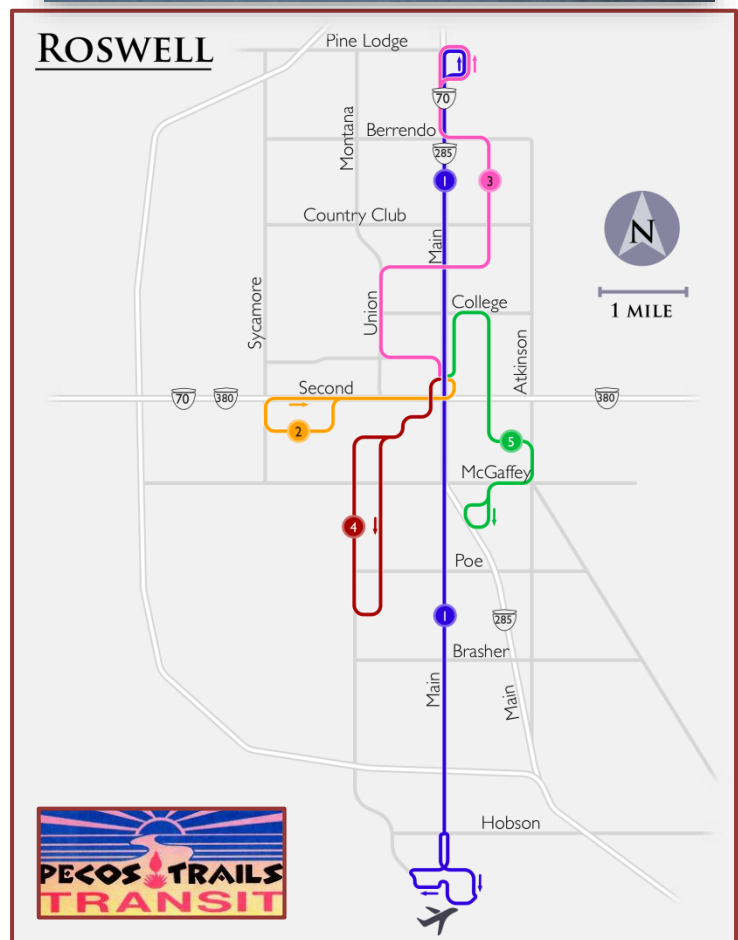 ROSWELL
Pine Lodge
70
Berrendo
Montana
285
1
3
Country Club
Main
N
1 MILE
Sycamore
Union
College
Atkinson
Second
70
380
380
2
5
McGaffey
4
Poe
1
285
Brasher
Main
Main
Hobson
PECOS TRAILS
TRANSIT